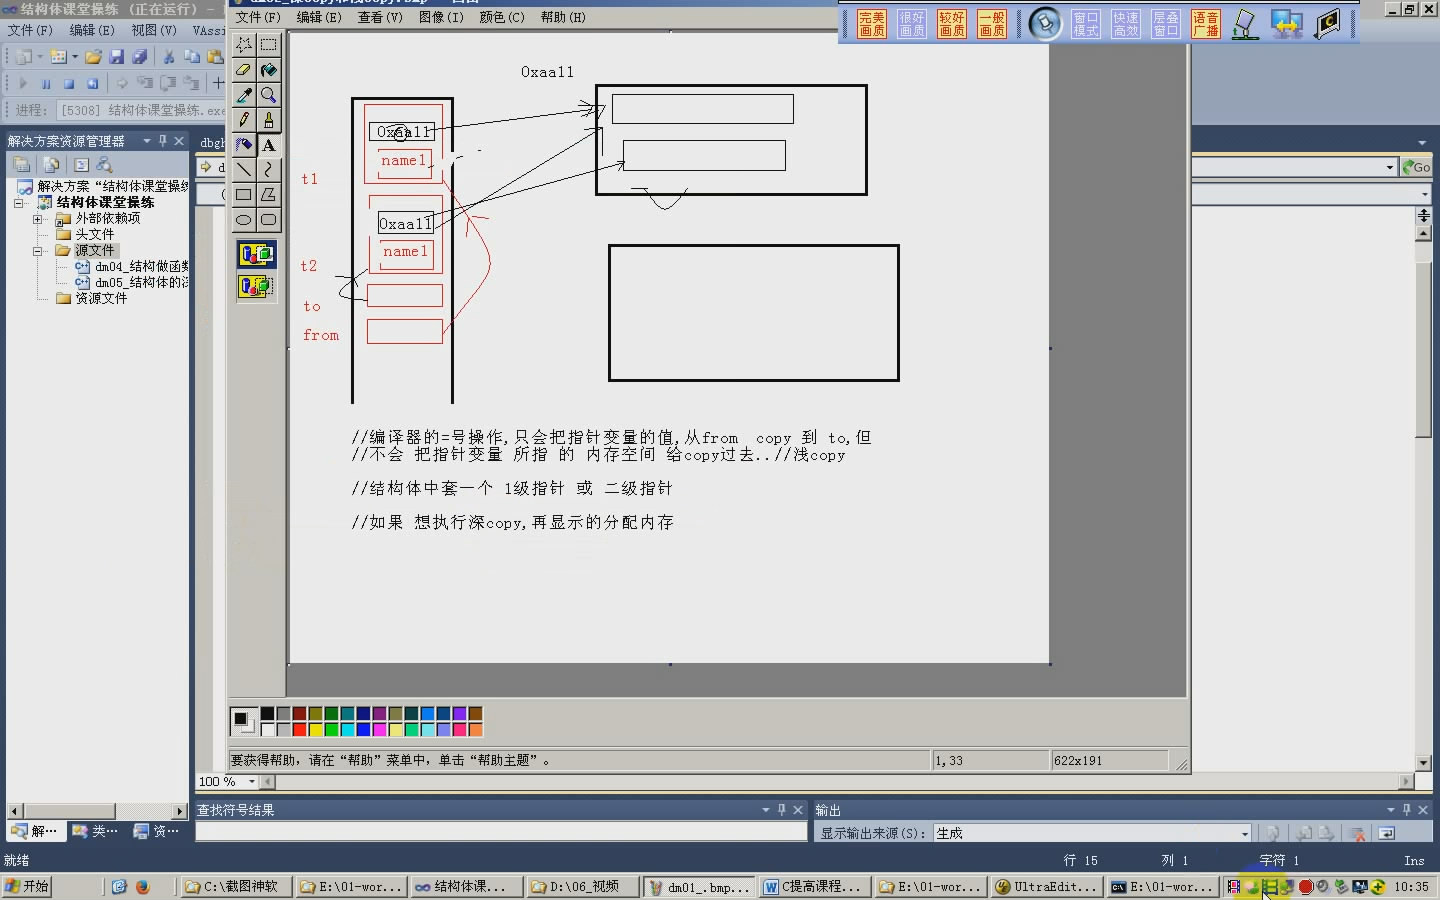 结构体课堂操练 (正在运行) -
文件(F) 编辑(E) 视图(V) VAssi
进程: [5308] 结构体课堂操练.exe
文件(F) 编辑(E) 查看(V) 图像(I) 颜色(C) 帮助(H)
完美画质 很好画质 较好画质 一般画质 窗口模式 快速高效 层叠窗口 语音广播
解决方案资源管理器
解决方案“结构体课堂操练
结构体课堂操练
外部依赖项
头文件
源文件
dm04_结构做函
dm05_结构体的
资源文件
dbgh
Go
0xaa11
0xaa11
name1
t1
0xaa11
name1
t2
to
from
//编译器的=号操作,只会把指针变量的值,从from copy 到 to,但
//不会 把指针变量 所指 的 内存空间 给copy过去..//浅copy
//结构体中套一个 1级指针 或 二级指针
//如果 想执行深copy,再显示的分配内存
要获得帮助，请在“帮助”菜单中，单击“帮助主题”。
1,33
622x191
100 %
查找符号结果
输出
显示输出来源(S): 生成
解… 类… 资…
就绪
行 15 列 1 字符 1 Ins
开始
C:\截图神软
E:\01-wor...
结构体课...
D:\06_视频
dm01_.bmp...
C提高课程...
E:\01-wor...
UltraEdit...
E:\01-wor...
10:35